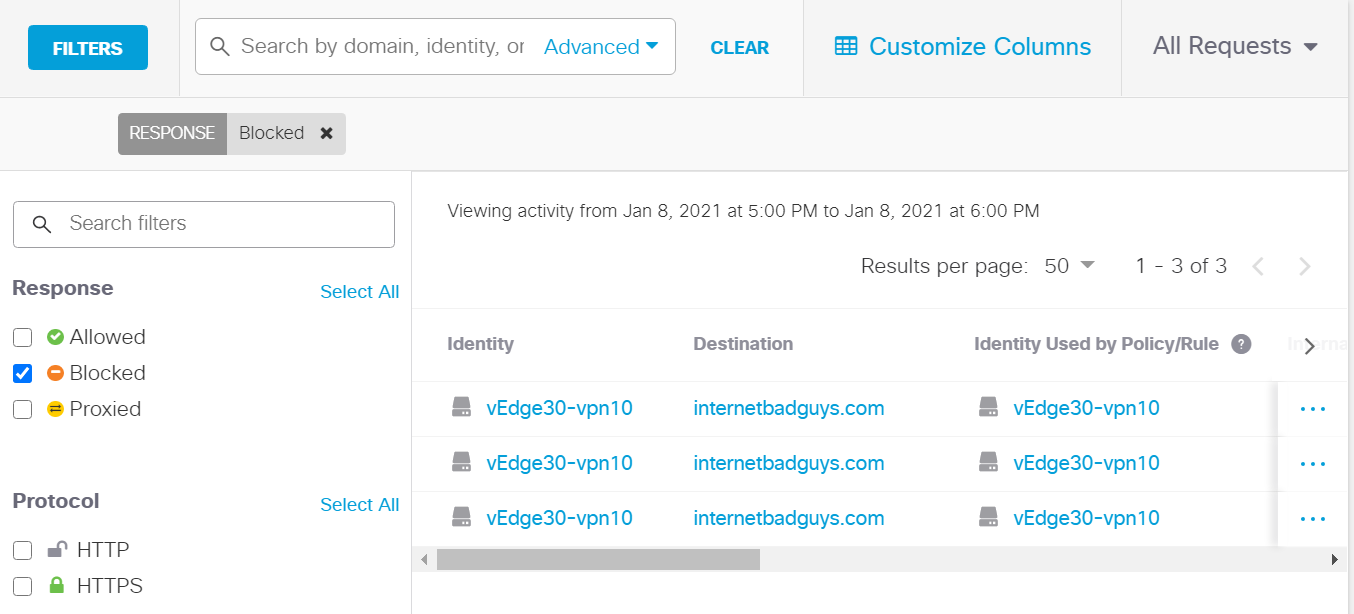 FILTERS
Search by domain, identity, or Advanced
CLEAR
Customize Columns
All Requests
RESPONSE Blocked
Search filters
Response Select All
Allowed
Blocked
Proxied
Protocol Select All
HTTP
HTTPS
Viewing activity from Jan 8, 2021 at 5:00 PM to Jan 8, 2021 at 6:00 PM
Results per page: 50 1 - 3 of 3
Identity Destination Identity Used by Policy/Rule ?
vEdge30-vpn10 internetbadguys.com vEdge30-vpn10
vEdge30-vpn10 internetbadguys.com vEdge30-vpn10
vEdge30-vpn10 internetbadguys.com vEdge30-vpn10